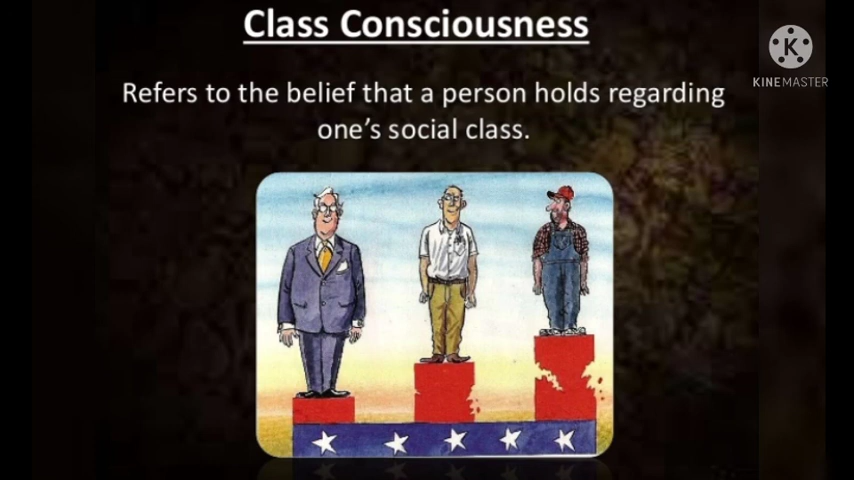 Class Consciousness
K
KINEMASTER
Refers to the belief that a person holds regarding
one's social class.